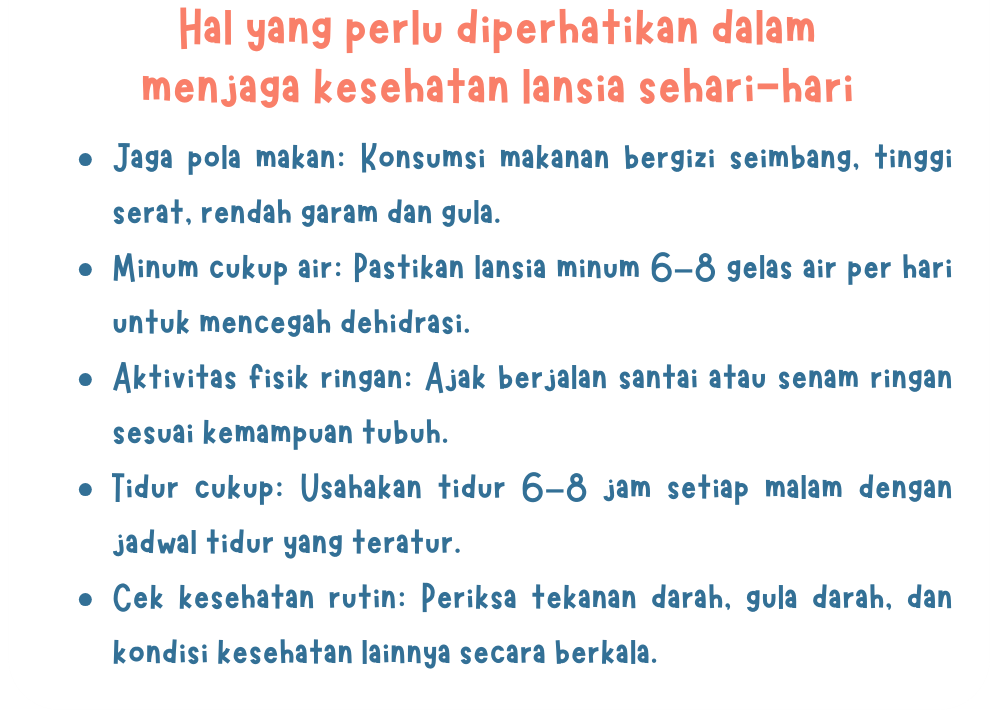 Hal yang perlu diperhatikan dalam
menjaga kesehatan lansia sehari-hari
• Jaga pola makan: Konsumsi makanan bergizi seimbang, tinggi
serat, rendah garam dan gula.
• Minum cukup air: Pastikan lansia minum 6–8 gelas air per hari
untuk mencegah dehidrasi.
• Aktivitas fisik ringan: Ajak berjalan santai atau senam ringan
sesuai kemampuan tubuh.
• Tidur cukup: Usahakan tidur 6–8 jam setiap malam dengan
jadwal tidur yang teratur.
• Cek kesehatan rutin: Periksa tekanan darah, gula darah, dan
kondisi kesehatan lainnya secara berkala.